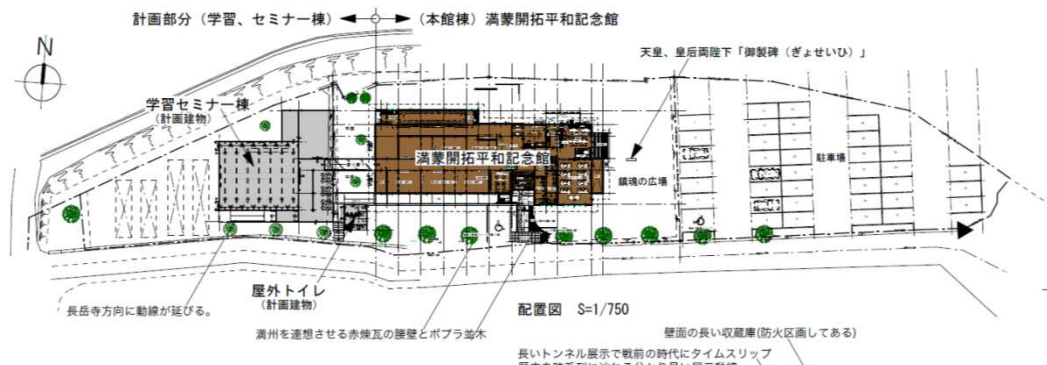 計画部分（学習、セミナー棟） （本館棟）満蒙開拓平和記念館
天皇、皇后両陛下「御製碑（ぎょせいひ）」
N
学習セミナー棟
（計画建物）
満蒙開拓平和記念館
駐車場
鎮魂の広場
屋外トイレ
（計画建物）
長岳寺方向に動線が延びる。
配置図 S=1/750
満州を連想させる赤煉瓦の腰壁とポプラ並木
壁面の長い収蔵庫(防火区画してある)
長いトンネル展示で戦前の時代にタイムスリップ